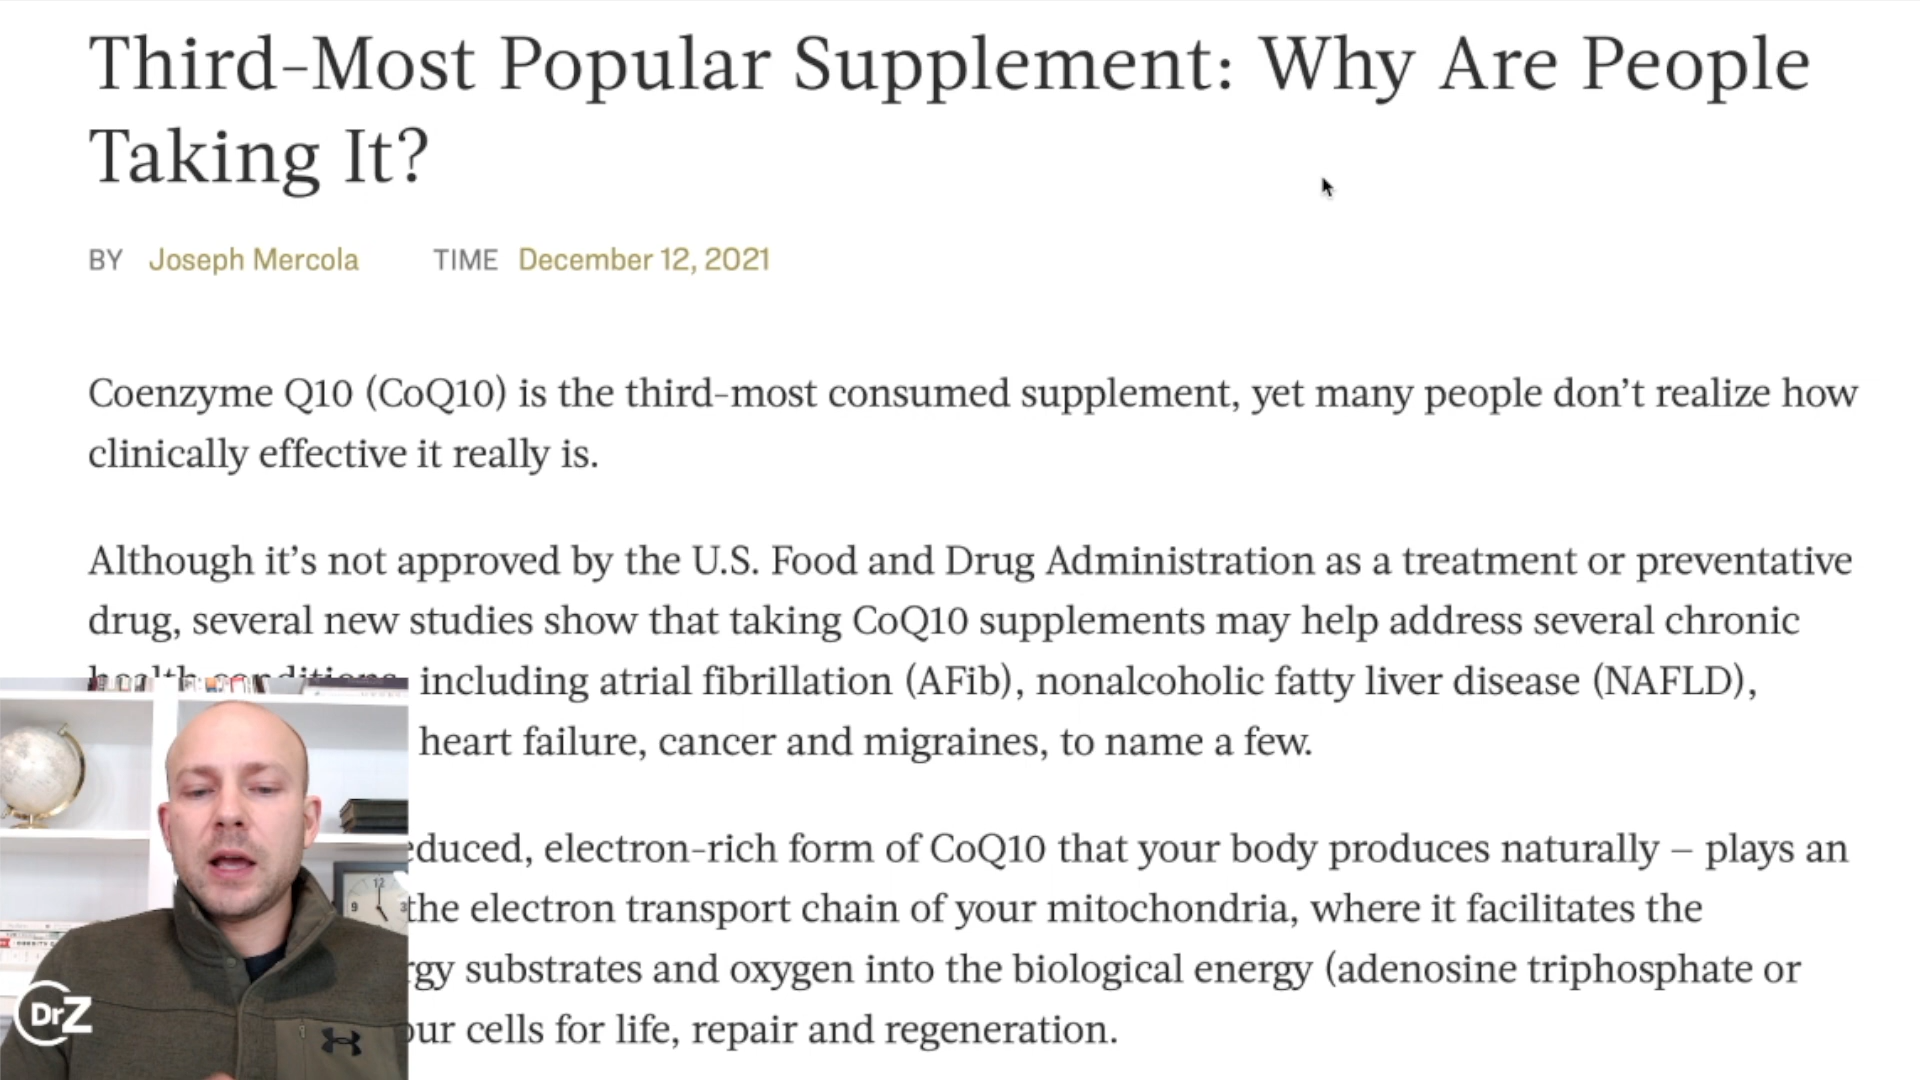 Third-Most Popular Supplement: Why Are People
Taking It?
BY Joseph Mercola TIME December 12, 2021
Coenzyme Q10 (CoQ10) is the third-most consumed supplement, yet many people don’t realize how
clinically effective it really is.
Although it’s not approved by the U.S. Food and Drug Administration as a treatment or preventative
drug, several new studies show that taking CoQ10 supplements may help address several chronic
health conditions, including atrial fibrillation (AFib), nonalcoholic fatty liver disease (NAFLD),
heart failure, cancer and migraines, to name a few.
educed, electron-rich form of CoQ10 that your body produces naturally – plays an
the electron transport chain of your mitochondria, where it facilitates the
rgy substrates and oxygen into the biological energy (adenosine triphosphate or
our cells for life, repair and regeneration.
12
9 3
DrZ